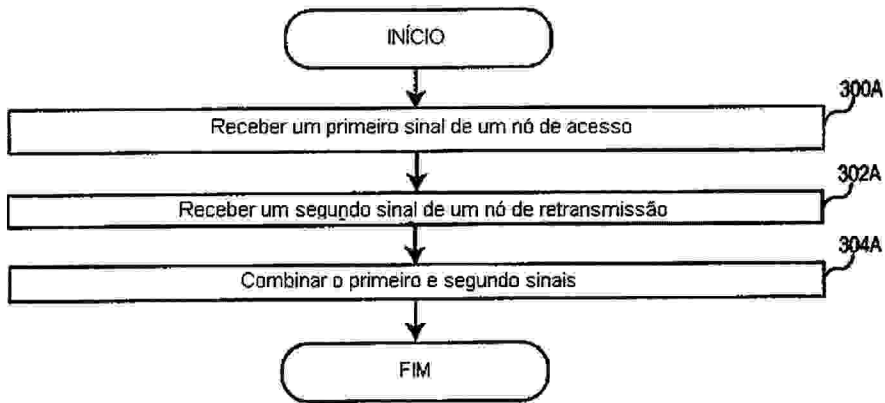 INÍCIO
300A
Receber um primeiro sinal de um nó de acesso
302A
Receber um segundo sinal de um nó de retransmissão
304A
Combinar o primeiro e segundo sinais
FIM